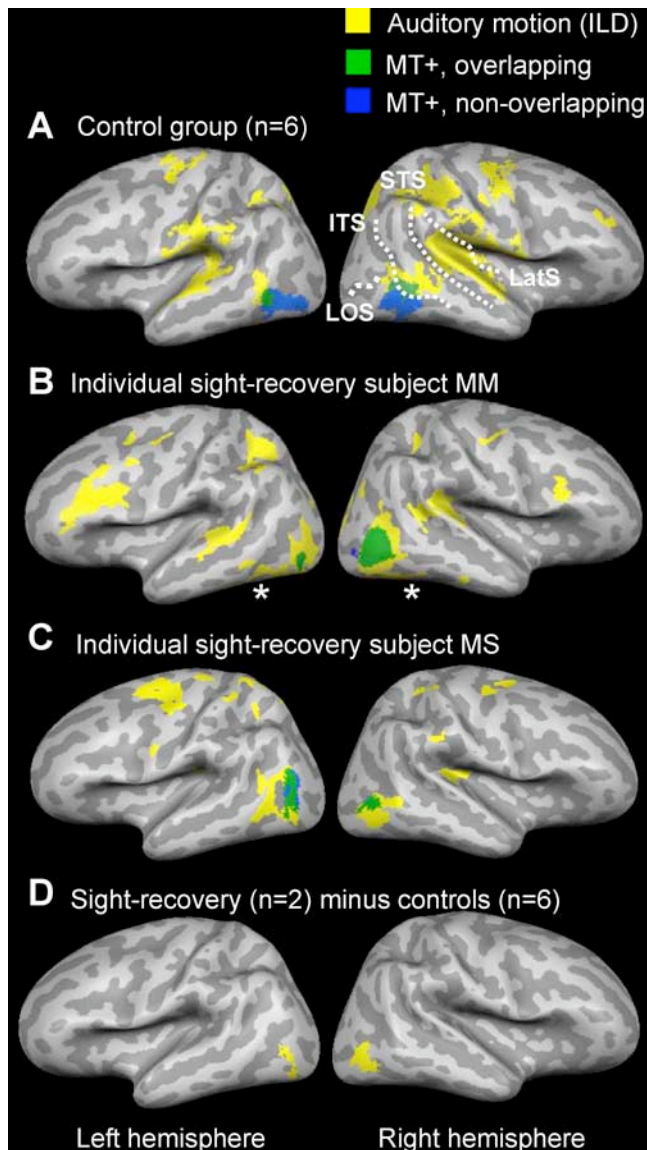 Auditory motion (ILD)
MT+, overlapping
MT+, non-overlapping
A Control group (n=6)
STS
ITS
LatS
LOS
B Individual sight-recovery subject MM
* *
C Individual sight-recovery subject MS
D Sight-recovery (n=2) minus controls (n=6)
Left hemisphere Right hemisphere